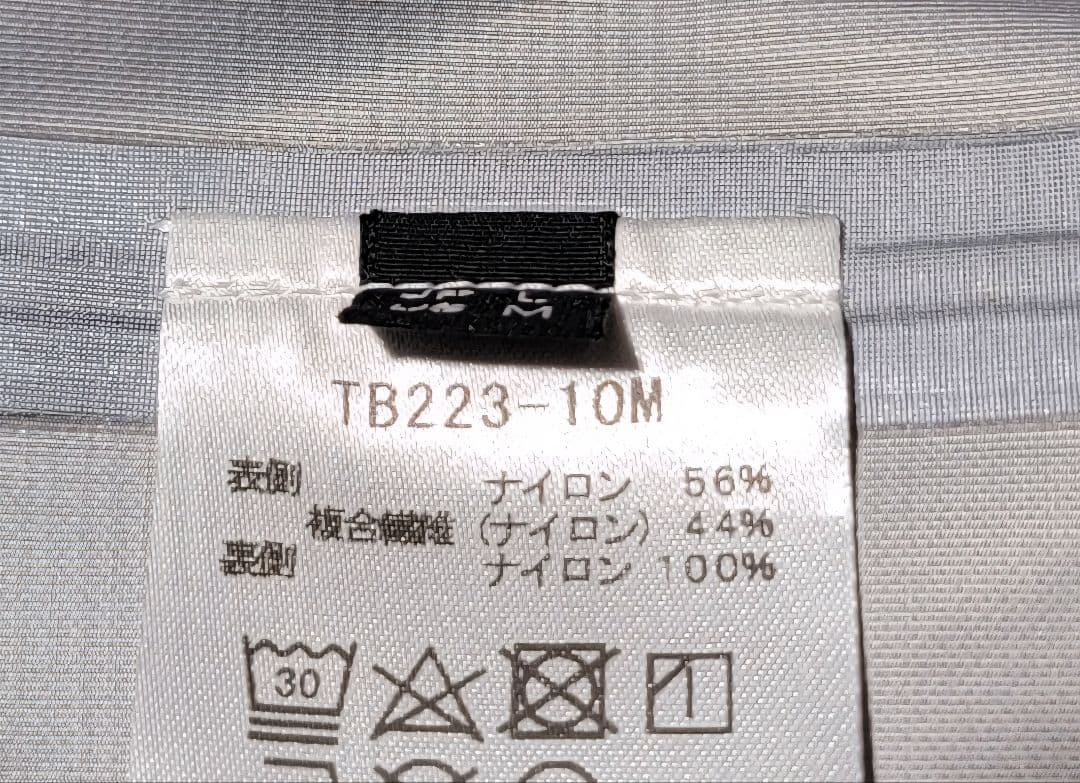 TB223-10M
表側 ナイロン 56%
複合繊維 (ナイロン) 44%
裏側 ナイロン 100%
30